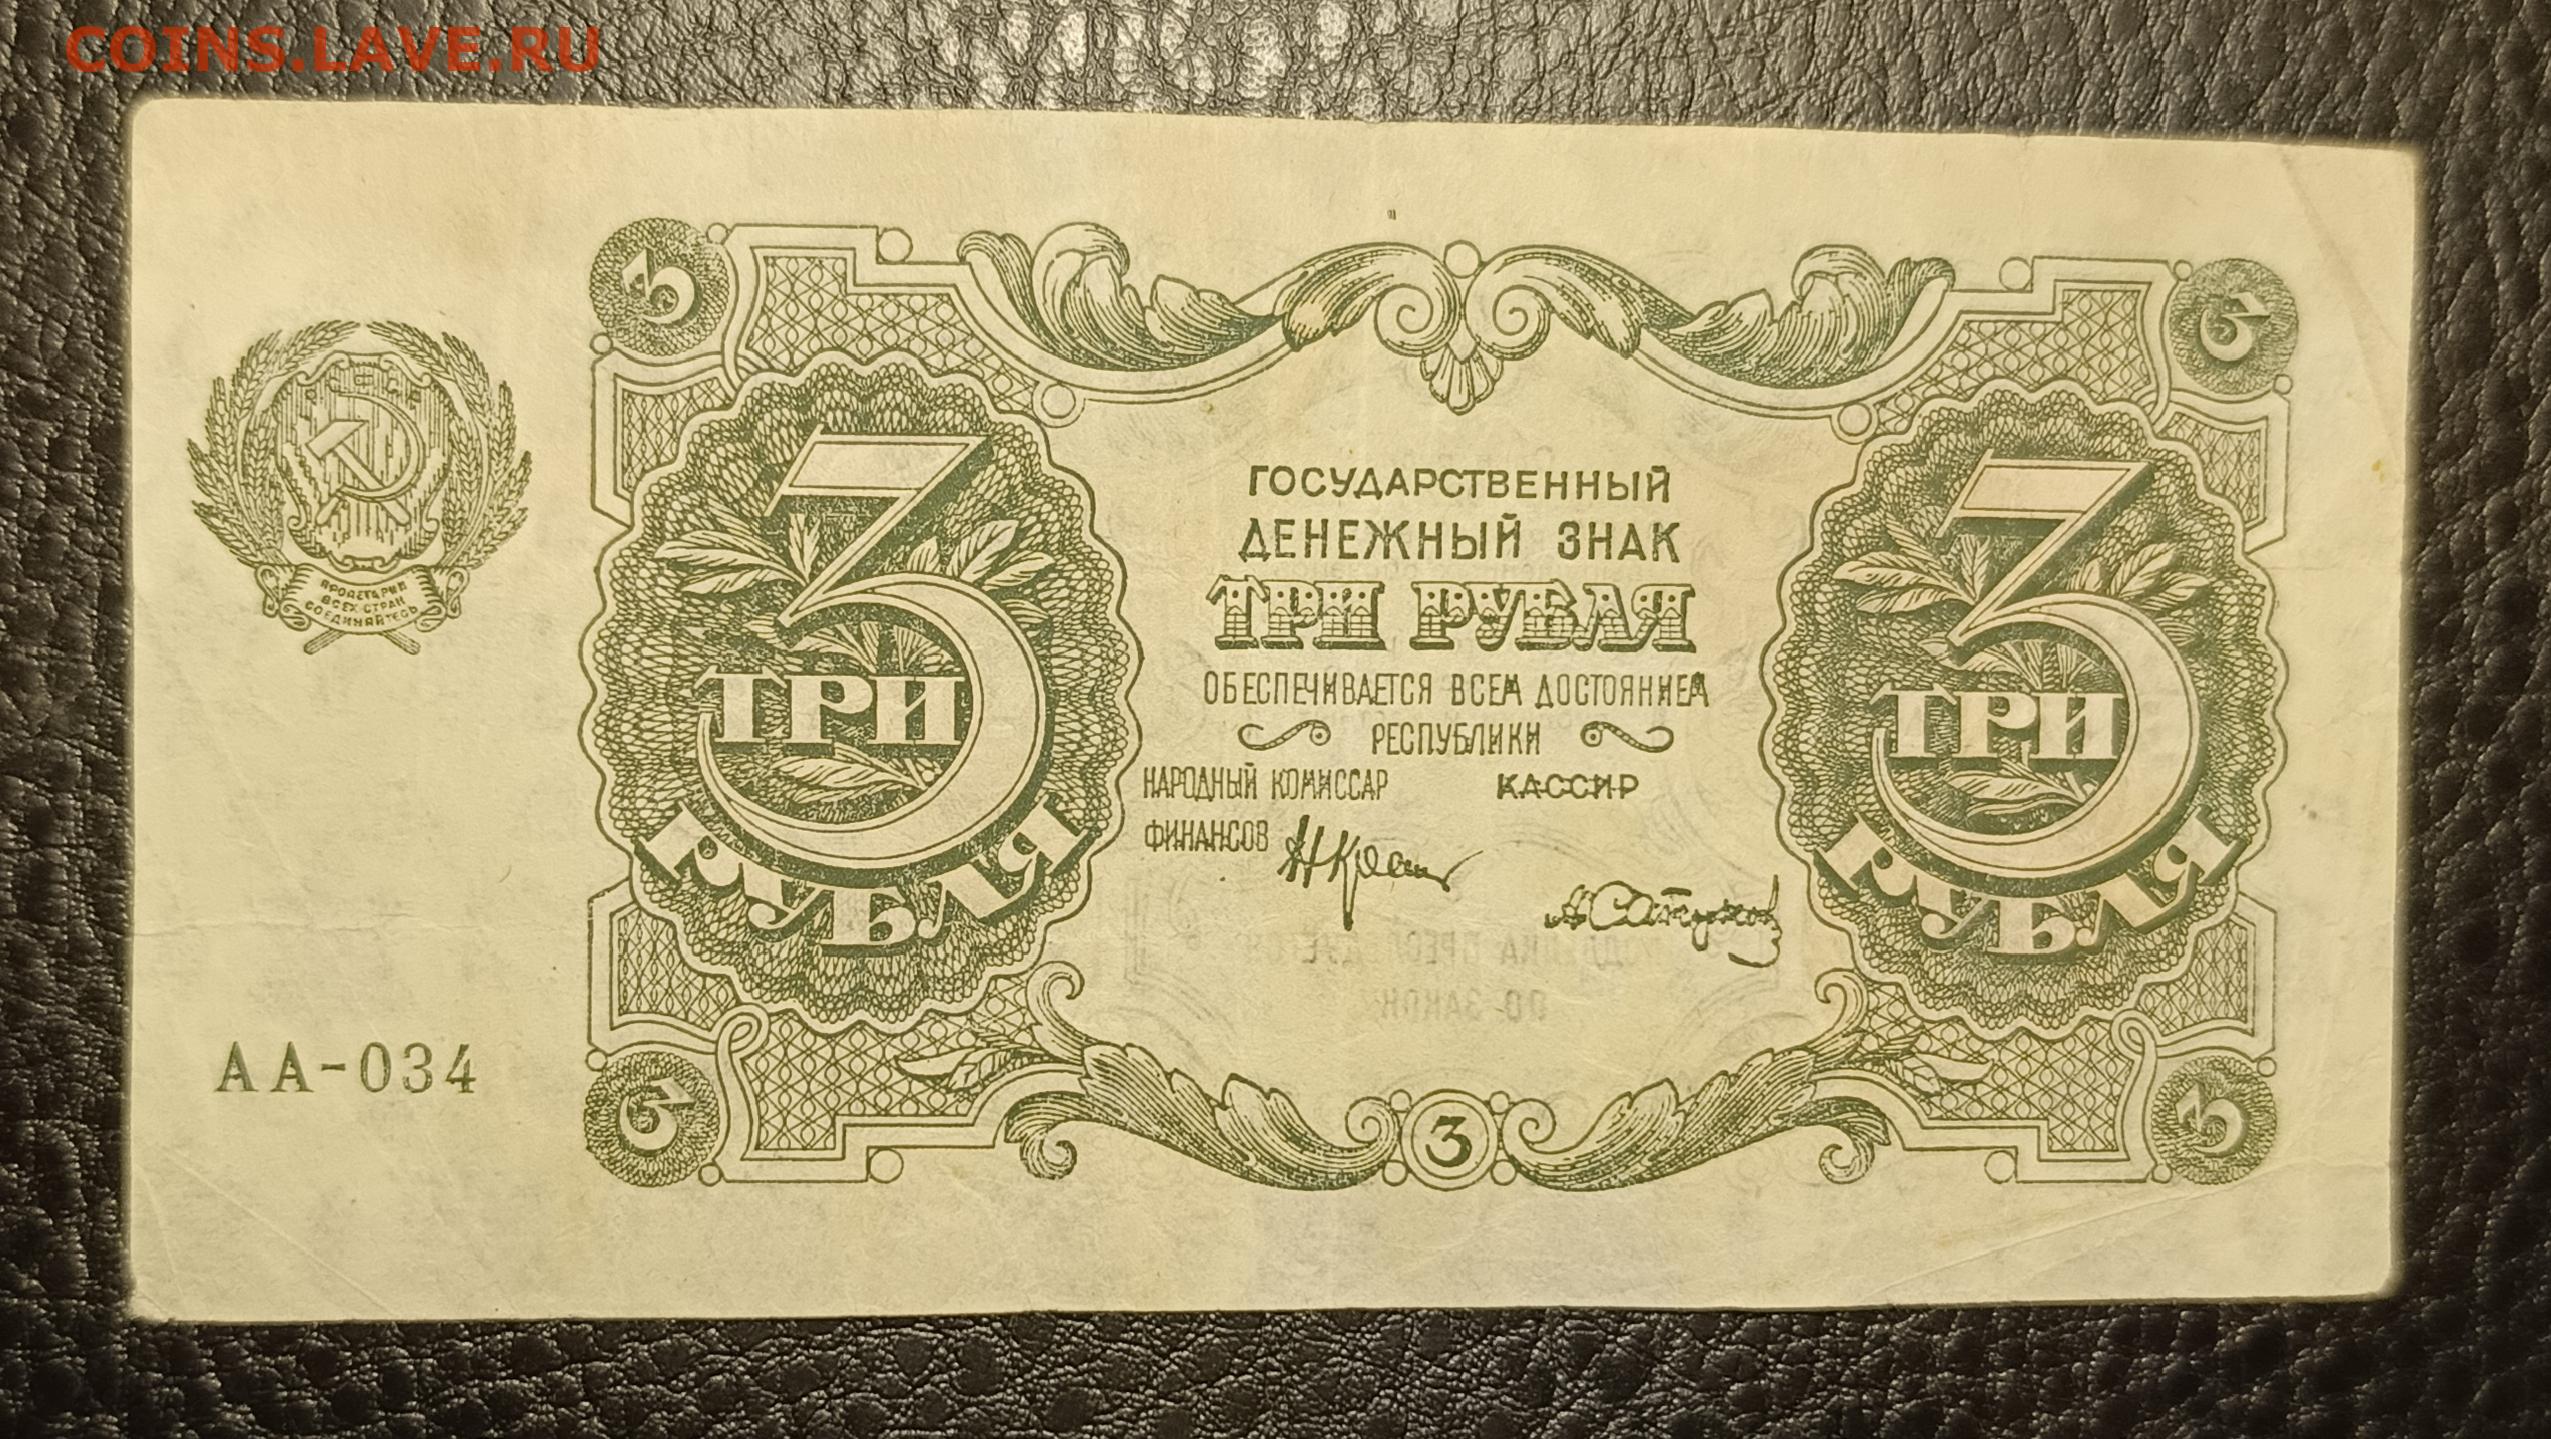 COINS.LAVE.RU
3
3
Р С Ф С Р
ПРОЛЕТАРИИ
ВСЕХ СТРАН
СОЕДИНЯЙТЕСЬ
3
ТРИ
РУБЛЯ
ГОСУДАРСТВЕННЫЙ
ДЕНЕЖНЫЙ ЗНАК
ТРИ РУБЛЯ
ОБЕСПЕЧИВАЕТСЯ ВСЕМ ДОСТОЯНИЕМ
РЕСПУБЛИКИ
НАРОДНЫЙ КОМИССАР КАССИР
ФИНАНСОВ
3
ТРИ
РУБЛЯ
АА-034
3
3
3